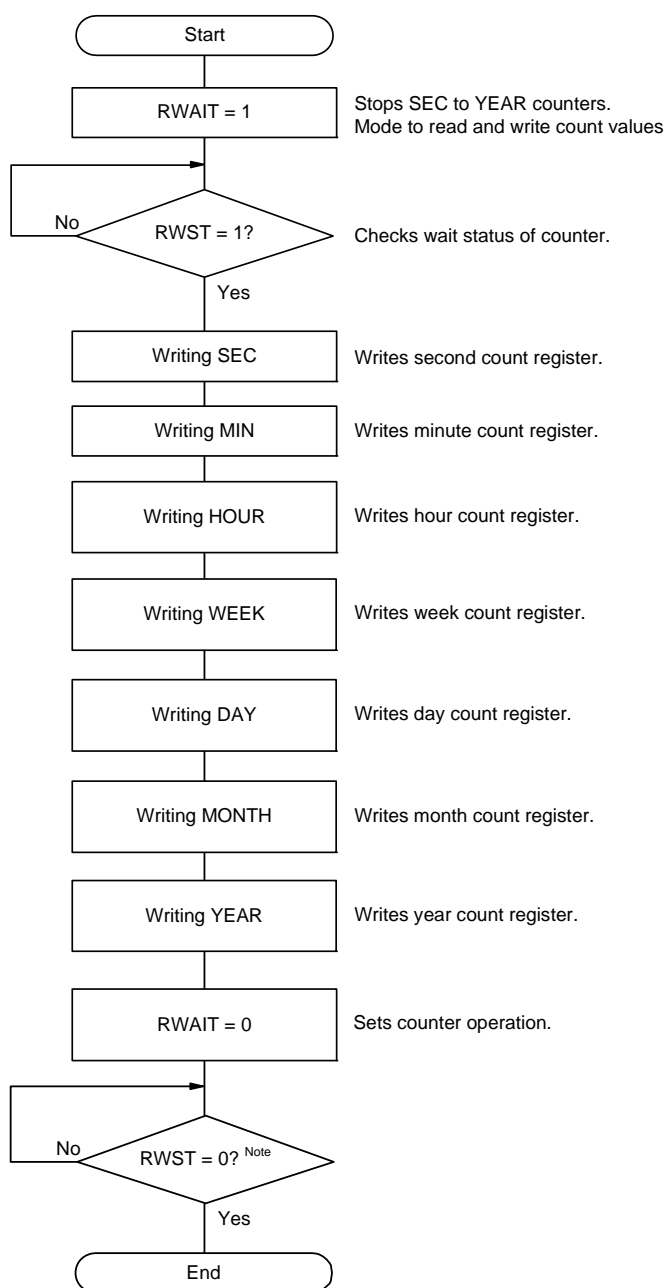 Start
RWAIT = 1
Stops SEC to YEAR counters.
Mode to read and write count values
No
RWST = 1?
Checks wait status of counter.
Yes
Writing SEC
Writes second count register.
Writing MIN
Writes minute count register.
Writing HOUR
Writes hour count register.
Writing WEEK
Writes week count register.
Writing DAY
Writes day count register.
Writing MONTH
Writes month count register.
Writing YEAR
Writes year count register.
RWAIT = 0
Sets counter operation.
No
RWST = 0? Note
Yes
End